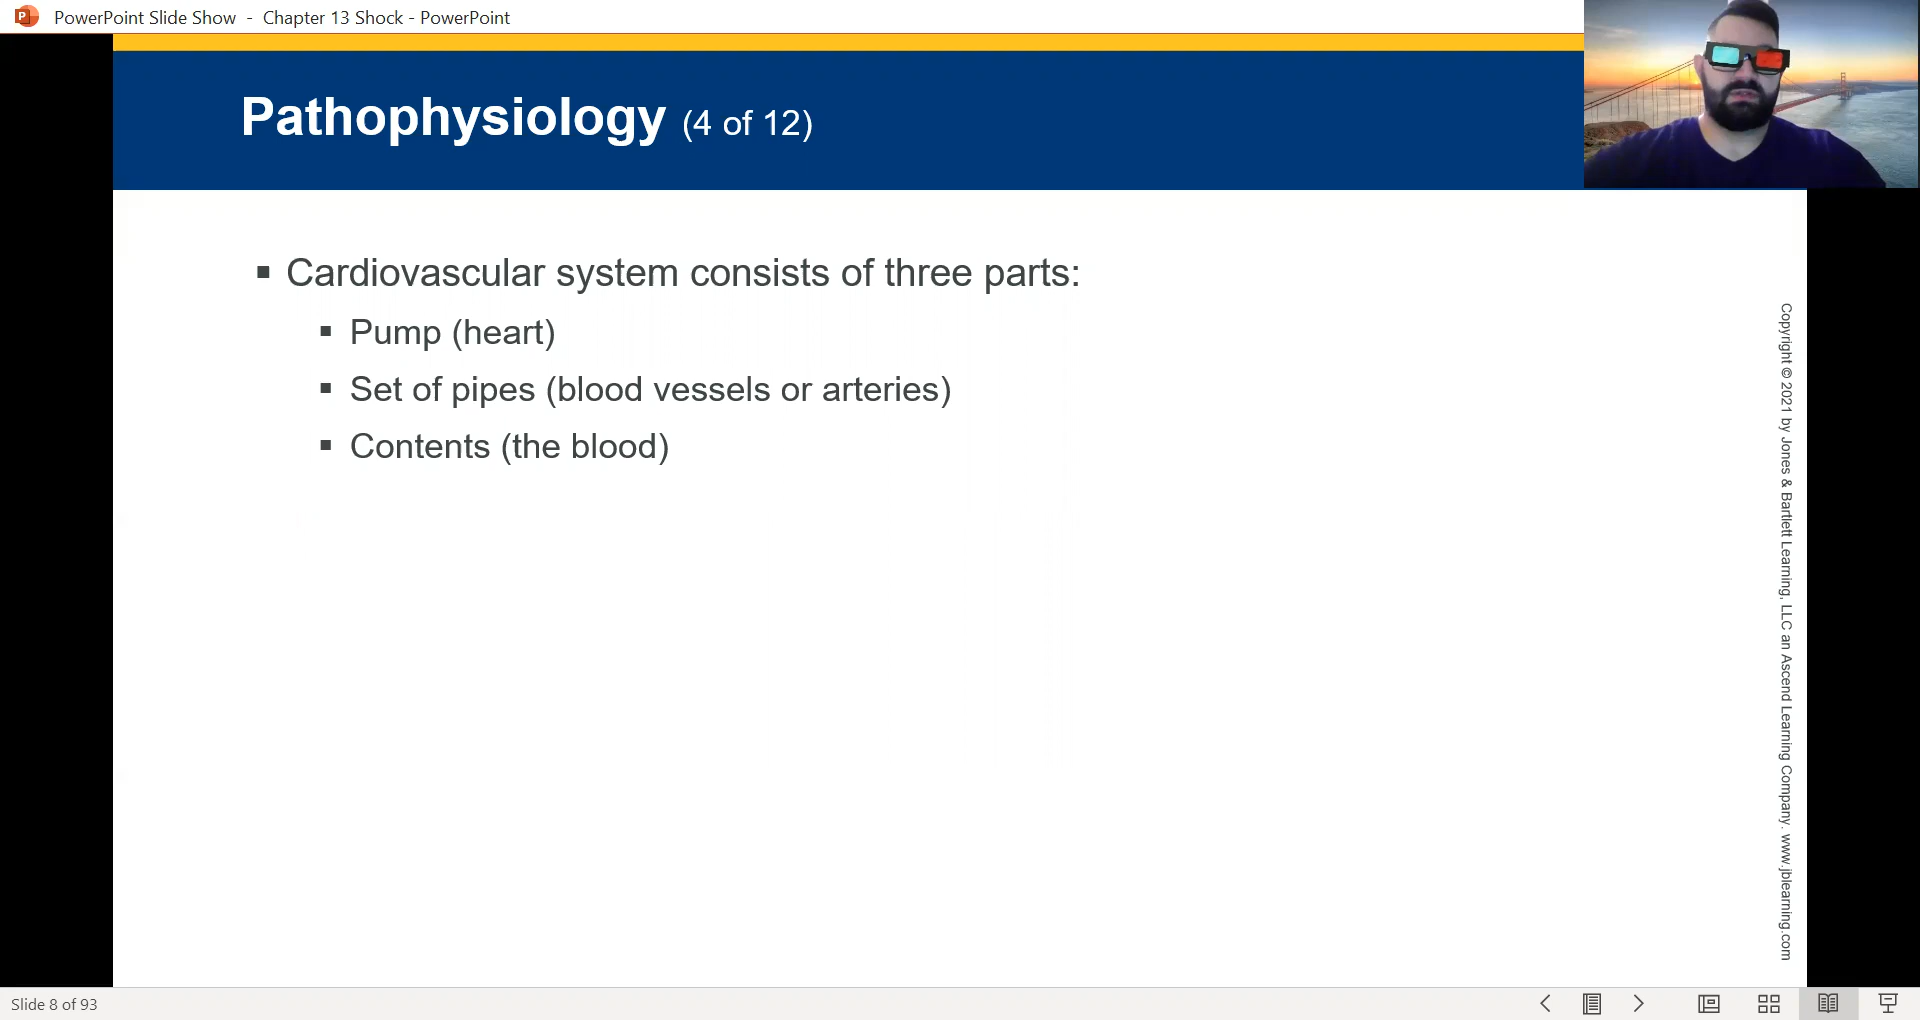 PowerPoint Slide Show - Chapter 13 Shock - PowerPoint
Pathophysiology (4 of 12)
▪ Cardiovascular system consists of three parts:
▪ Pump (heart)
▪ Set of pipes (blood vessels or arteries)
▪ Contents (the blood)
Copyright © 2021 by Jones & Bartlett Learning, LLC an Ascend Learning Company. www.jblearning.com
Slide 8 of 93